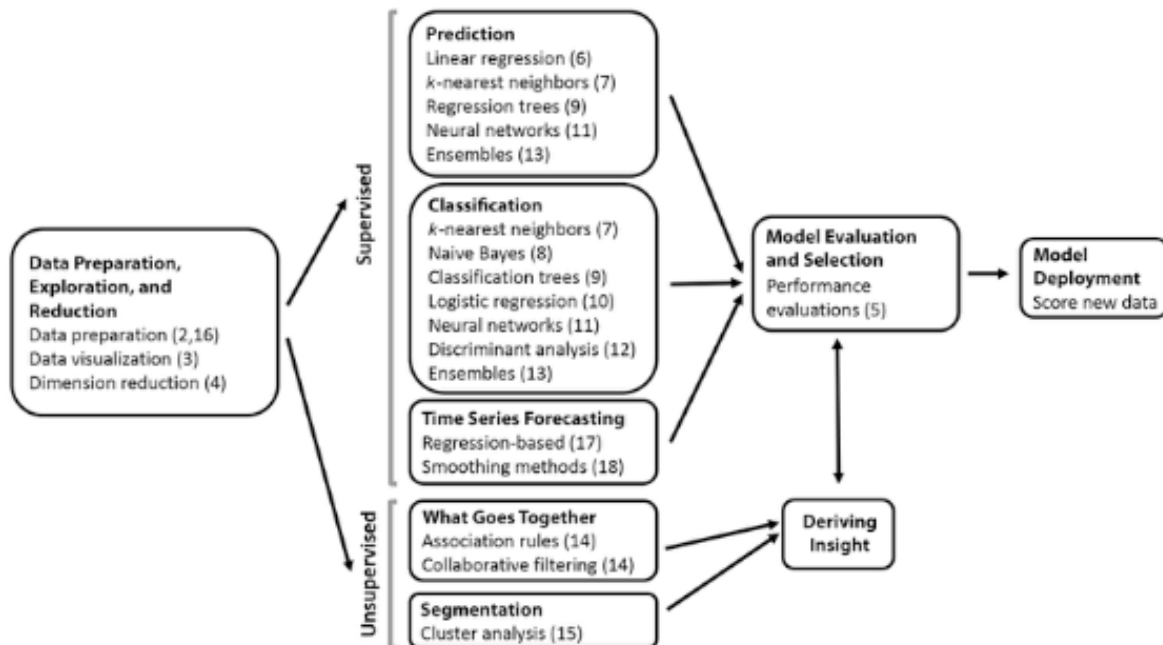 Data Preparation,
Exploration, and
Reduction
Data preparation (2,16)
Data visualization (3)
Dimension reduction (4)
Supervised
Prediction
Linear regression (6)
k-nearest neighbors (7)
Regression trees (9)
Neural networks (11)
Ensembles (13)
Classification
k-nearest neighbors (7)
Naive Bayes (8)
Classification trees (9)
Logistic regression (10)
Neural networks (11)
Discriminant analysis (12)
Ensembles (13)
Time Series Forecasting
Regression-based (17)
Smoothing methods (18)
Unsupervised
What Goes Together
Association rules (14)
Collaborative filtering (14)
Segmentation
Cluster analysis (15)
Model Evaluation
and Selection
Performance
evaluations (5)
Deriving
Insight
Model
Deployment
Score new data